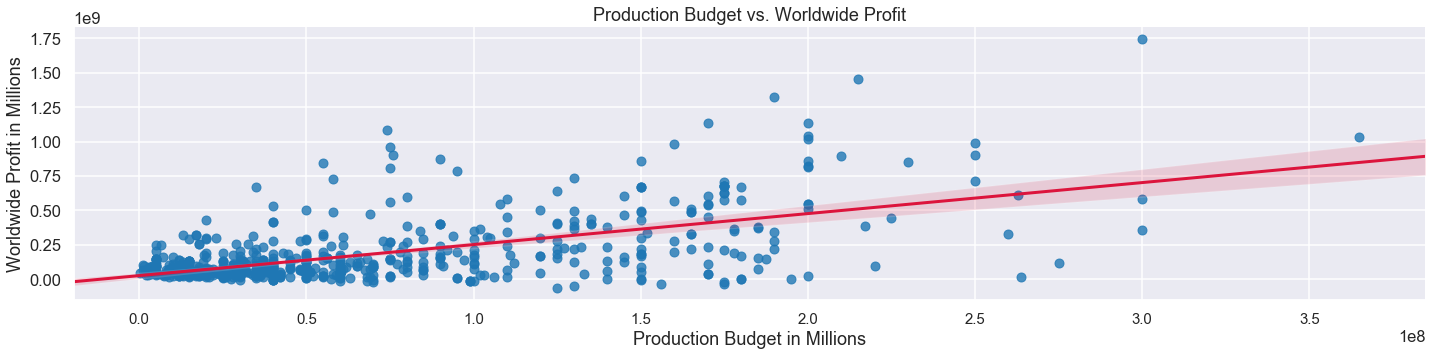 Production Budget vs. Worldwide Profit
1e9
Worldwide Profit in Millions
1.75
1.50
1.25
1.00
0.75
0.50
0.25
0.00
0.0 0.5 1.0 1.5 2.0 2.5 3.0 3.5
1e8
Production Budget in Millions